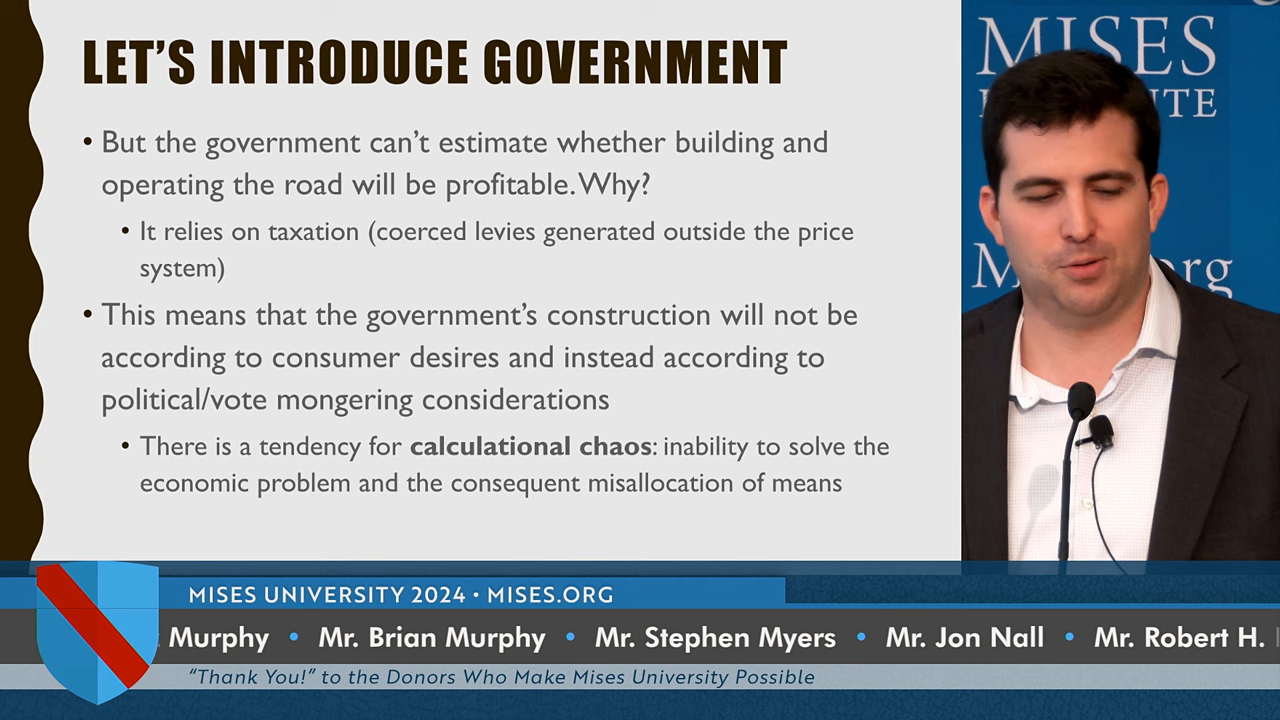 LET'S INTRODUCE GOVERNMENT
• But the government can't estimate whether building and
operating the road will be profitable. Why?
• It relies on taxation (coerced levies generated outside the price
system)
• This means that the government's construction will not be
according to consumer desires and instead according to
political/vote mongering considerations
• There is a tendency for calculational chaos: inability to solve the
economic problem and the consequent misallocation of means
MISES
MISES UNIVERSITY 2024 • MISES.ORG
Murphy • Mr. Brian Murphy • Mr. Stephen Myers • Mr. Jon Nall • Mr. Robert H.
"Thank You!" to the Donors Who Make Mises University Possible